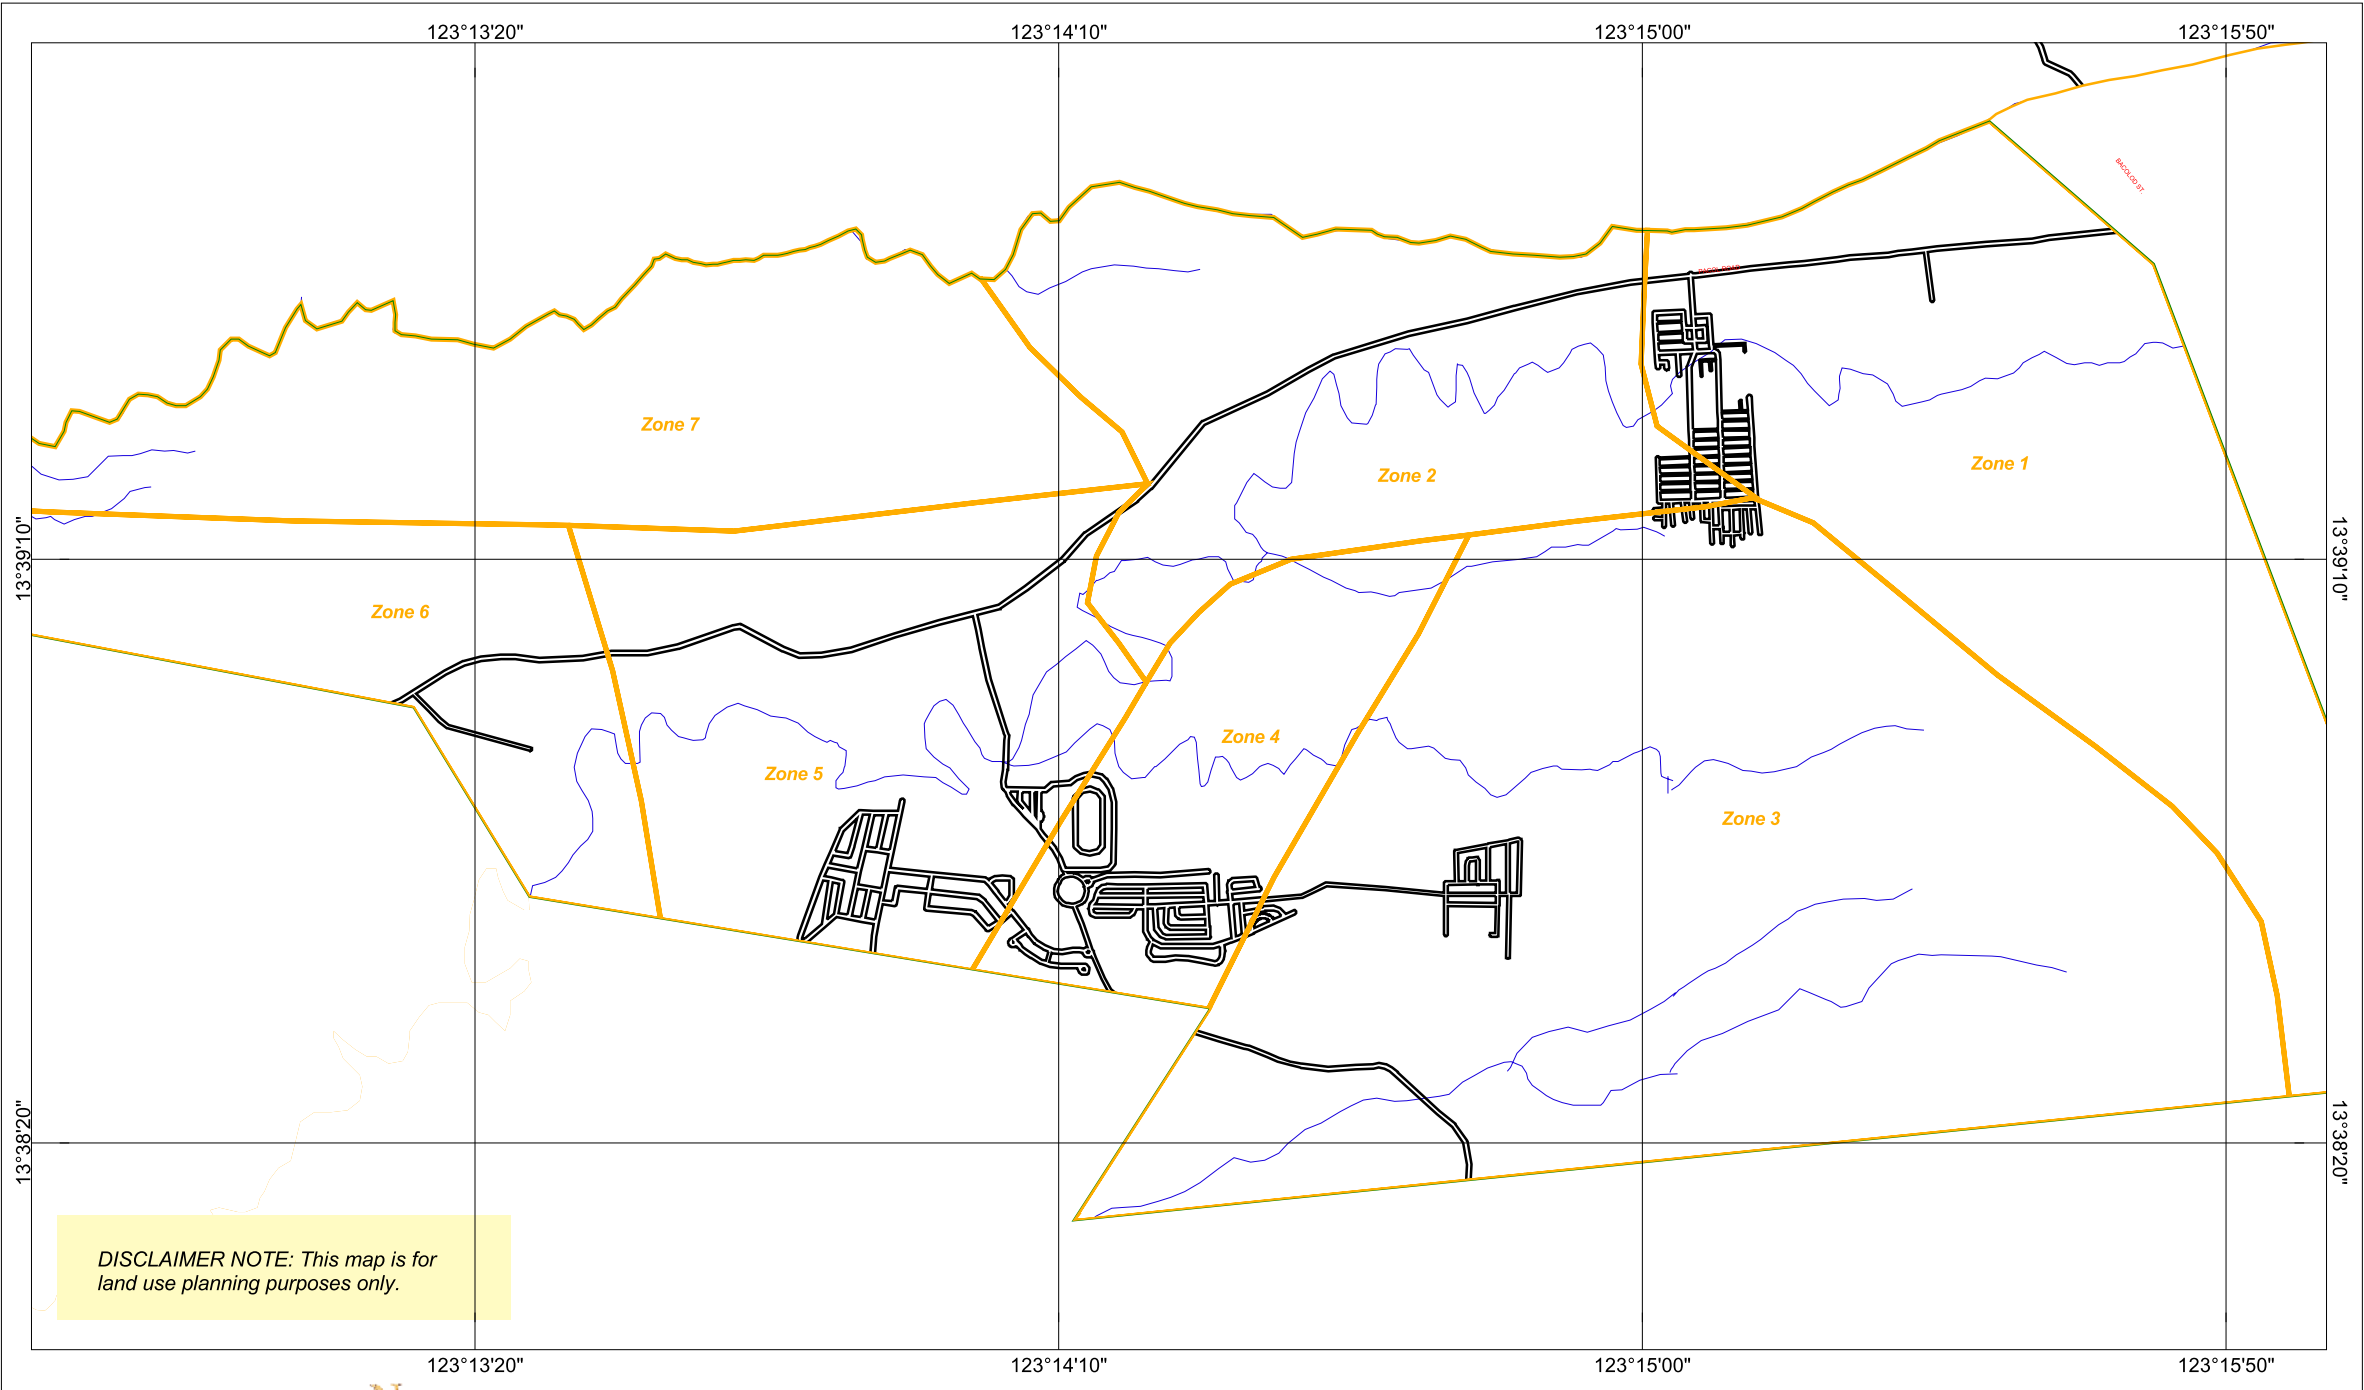 123°13'20" 123°14'10" 123°15'00" 123°15'50"
BACOLOD ST.
Zone 7
Zone 2
Zone 1
13°39'10" 13°39'10"
Zone 6
Zone 4
Zone 5
Zone 3
13°38'20" 13°38'20"
DISCLAIMER NOTE: This map is for
land use planning purposes only.
123°13'20" 123°14'10" 123°15'00" 123°15'50"